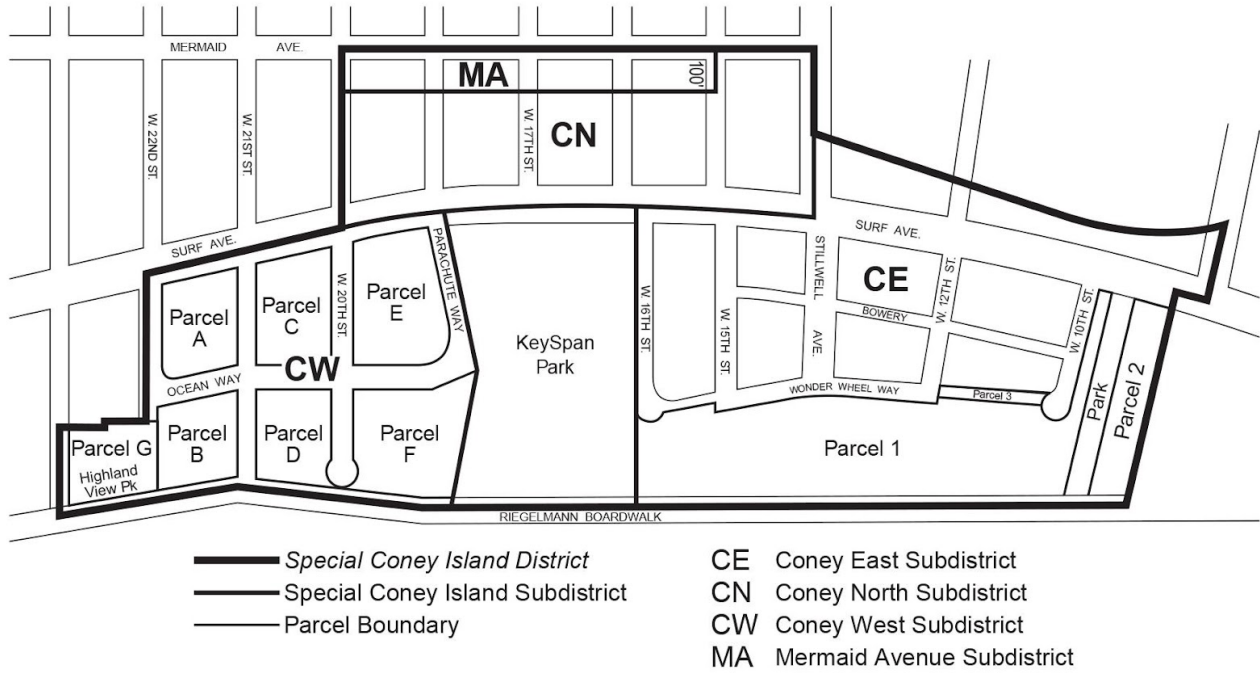 MERMAID AVE.
MA
100'
W. 22ND ST.
W. 21ST ST.
W. 17TH ST.
CN
SURF AVE.
SURF AVE.
PARACHUTE WAY
STILLWELL AVE.
CE
W. 12TH ST.
W. 20TH ST.
Parcel
E
Parcel
C
Parcel
A
W. 16TH ST.
W. 15TH ST.
BOWERY
W. 10TH ST.
KeySpan
Park
CW
OCEAN WAY
WONDER WHEEL WAY
Parcel 3
Park
Parcel 2
Parcel G
Highland
View Pk
Parcel
B
Parcel
D
Parcel
F
Parcel 1
RIEGELMANN BOARDWALK
Special Coney Island District
Special Coney Island Subdistrict
Parcel Boundary
CE Coney East Subdistrict
CN Coney North Subdistrict
CW Coney West Subdistrict
MA Mermaid Avenue Subdistrict